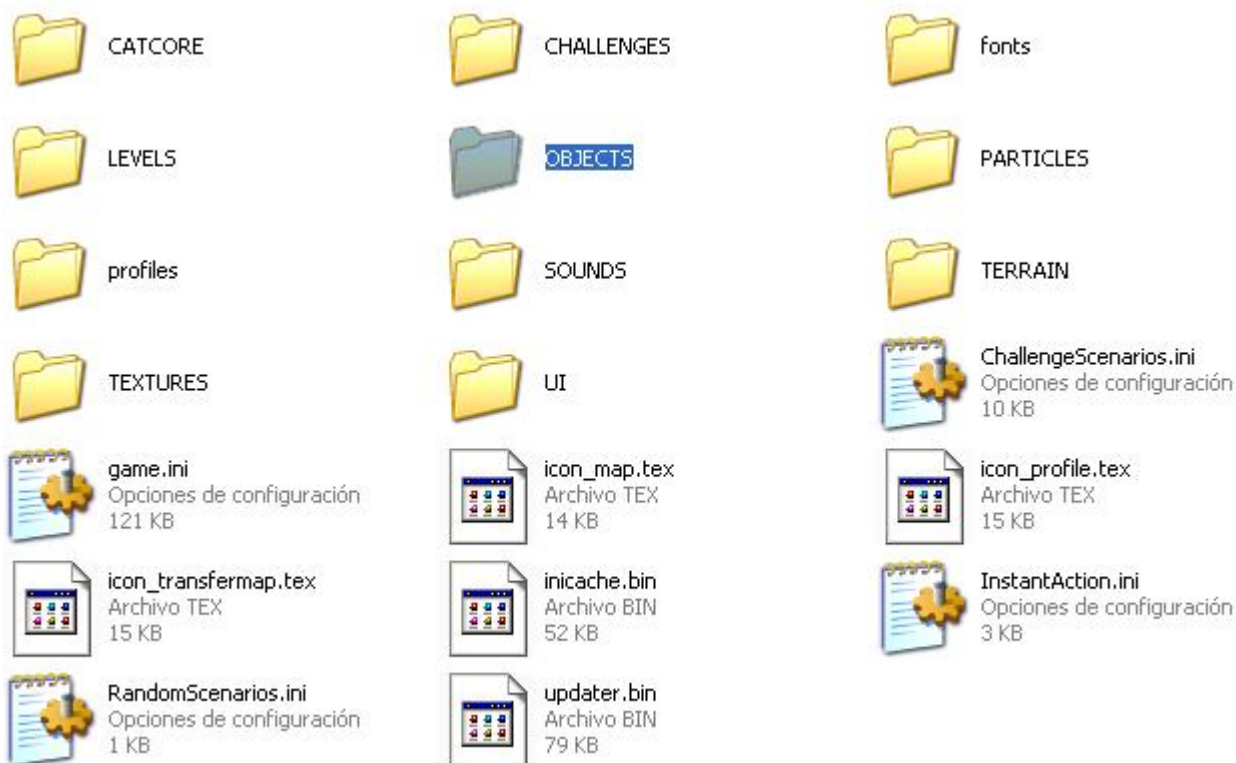 CATCORE
CHALLENGES
fonts
LEVELS
OBJECTS
PARTICLES
profiles
SOUNDS
TERRAIN
TEXTURES
UI
ChallengeScenarios.ini
Opciones de configuración
10 KB
game.ini
Opciones de configuración
121 KB
icon_map.tex
Archivo TEX
14 KB
icon_profile.tex
Archivo TEX
15 KB
icon_transfermap.tex
Archivo TEX
15 KB
inicache.bin
Archivo BIN
52 KB
InstantAction.ini
Opciones de configuración
3 KB
RandomScenarios.ini
Opciones de configuración
1 KB
updater.bin
Archivo BIN
79 KB